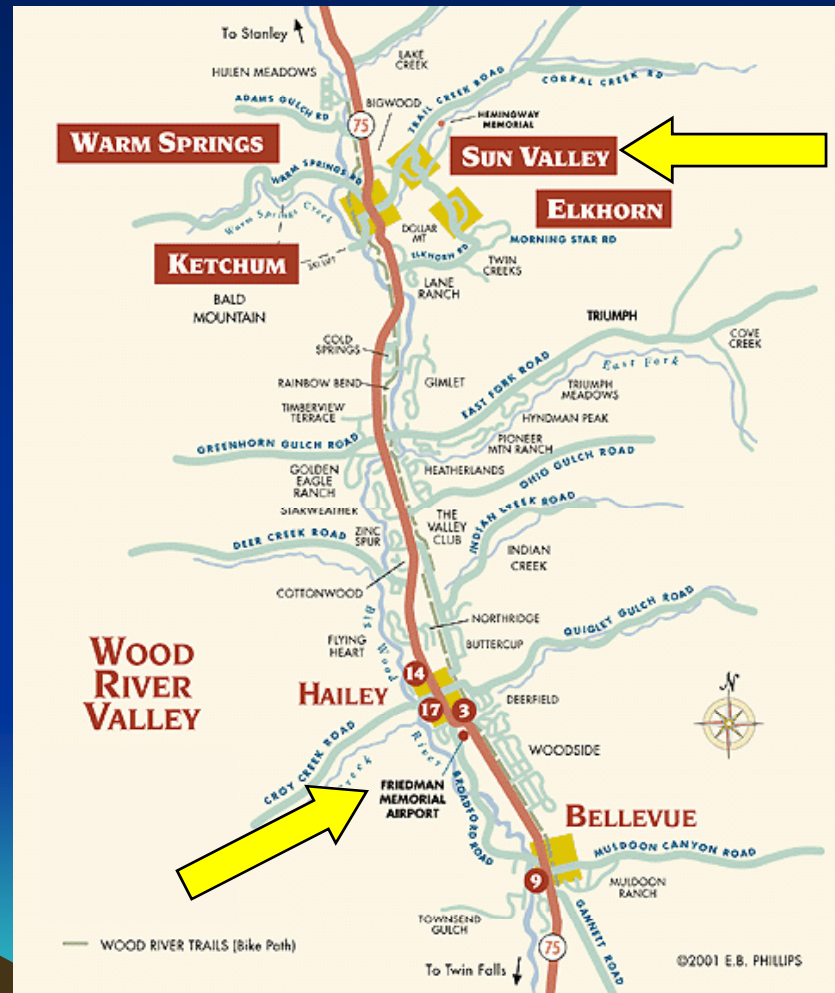 To Stanley
LAKE
CREEK
HULEN MEADOWS
CORRAL CREEK RD
TRAIL CREEK ROAD
ADAMS GULCH RD
BIGWOOD
75
HEMINGWAY
MEMORIAL
WARM SPRINGS
SUN VALLEY
WARM SPRINGS RD
ELKHORN
Warm Springs Creek
DOLLAR
MT
MORNING STAR RD
ELKHORN RD
KETCHUM
SKI LIFT
TWIN
CREEKS
LANE
RANCH
BALD
MOUNTAIN
TRIUMPH
COLD
SPRINGS
COVE
CREEK
EAST FORK ROAD
East Fork
RAINBOW BEND
GIMLET
TRIUMPH
MEADOWS
TIMBERVIEW
TERRACE
HYNDMAN PEAK
GREENHORN GULCH ROAD
PIONEER
MTN RANCH
OHIO GULCH ROAD
GOLDEN
EAGLE
RANCH
HEATHERLANDS
STARWEATHER
THE
VALLEY
CLUB
INDIAN CREEK ROAD
DEER CREEK ROAD
ZINC
SPUR
INDIAN
CREEK
COTTONWOOD
NORTHRIDGE
QUIGLEY GULCH ROAD
Big Wood River
FLYING
HEART
BUTTERCUP
WOOD
RIVER
VALLEY
14
HAILEY
17
3
DEERFIELD
N
CROY CREEK ROAD
Creek
WOODSIDE
FRIEDMAN
MEMORIAL
AIRPORT
BROADFORD ROAD
BELLEVUE
MULDOON CANYON ROAD
9
MULDOON
RANCH
TOWNSEND
GULCH
GANNETT ROAD
WOOD RIVER TRAILS (Bike Path)
75
To Twin Falls
©2001 E.B. PHILLIPS